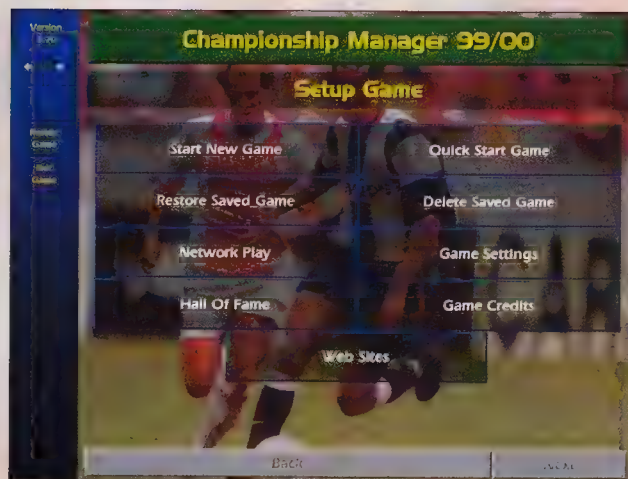 Version
Championship Manager 99/00
Setup Game
Start New Game
Quick Start Game
Restore Saved Game
Delete Saved Game
Network Play
Game Settings
Hall Of Fame
Game Credits
Web Sites
Back